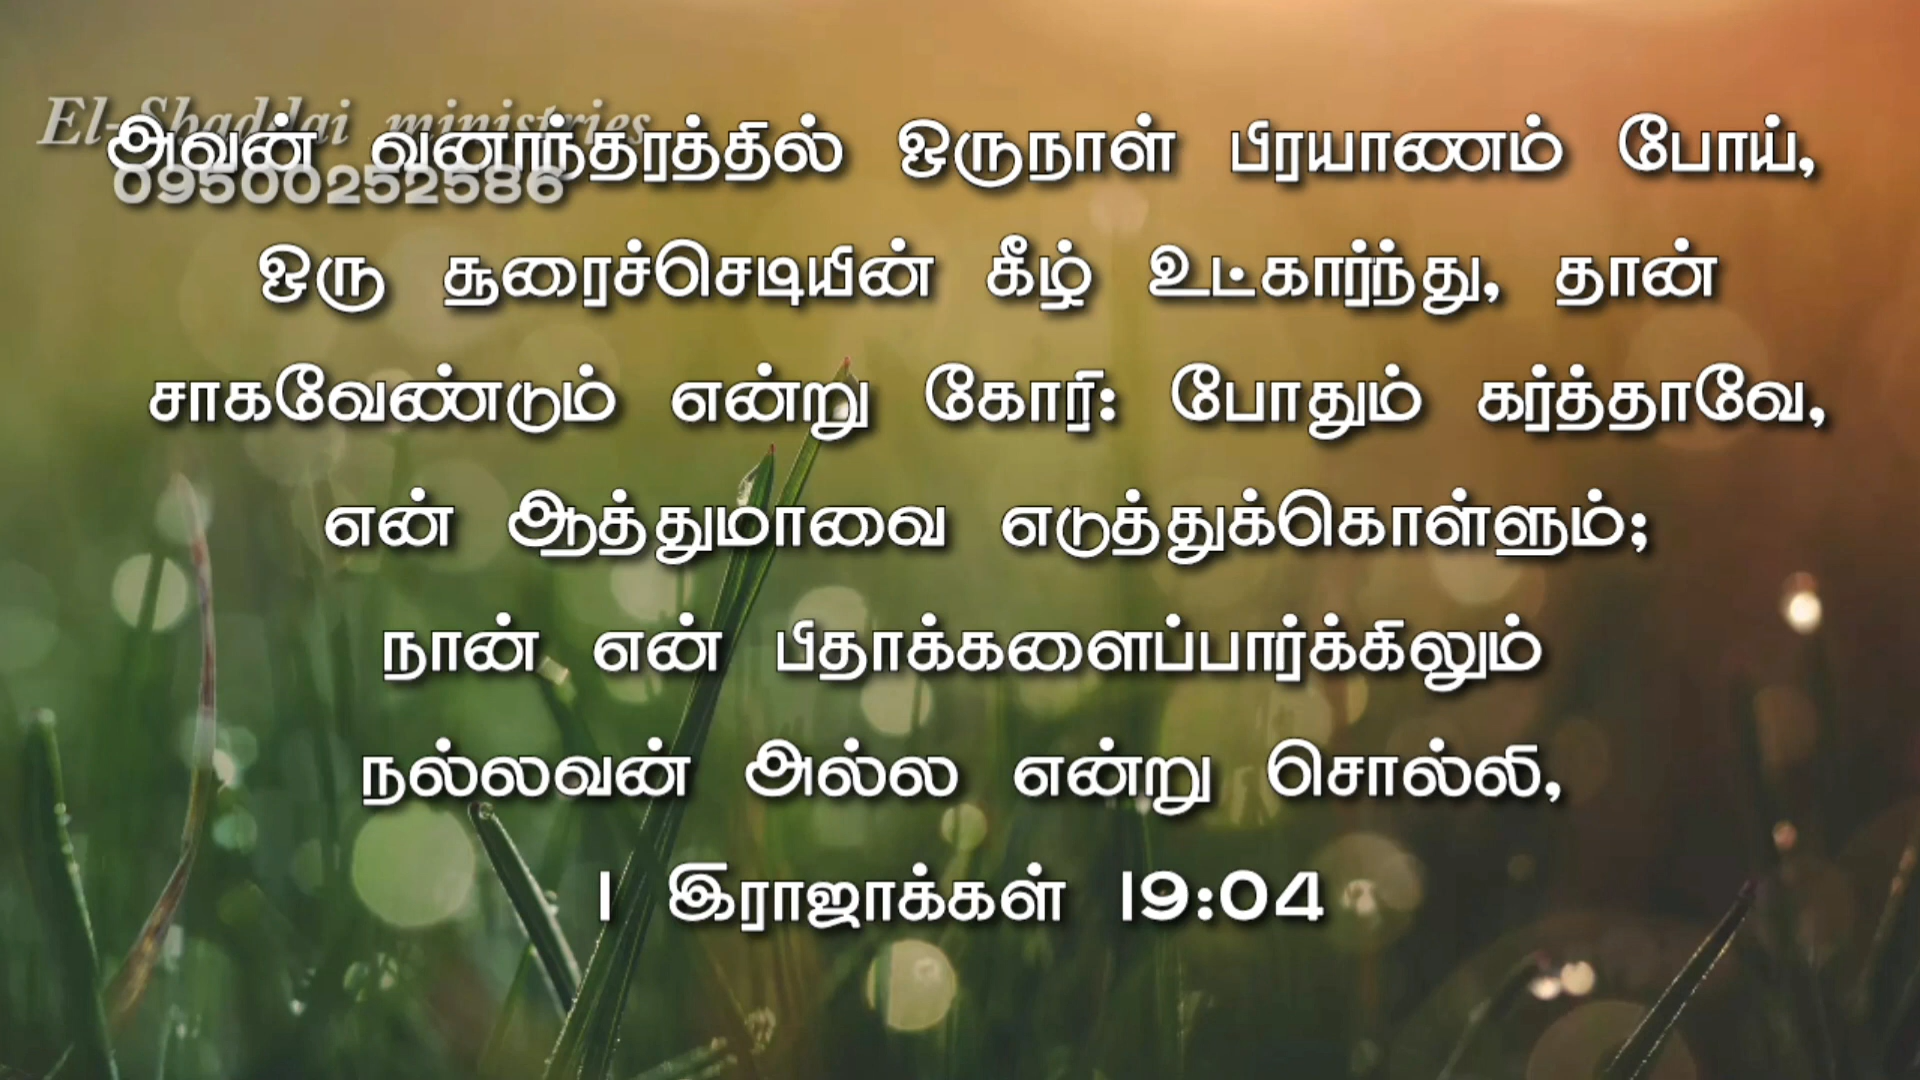 El-Shaddai ministries
அவன் வனாந்தரத்தில் ஒருநாள் பிரயாணம் போய்,
09500252586
ஒரு சூரைச்செடியின் கீழ் உட்கார்ந்து, தான்
சாகவேண்டும் என்று கோரி: போதும் கர்த்தாவே,
என் ஆத்துமாவை எடுத்துக்கொள்ளும்;
நான் என் பிதாக்களைப்பார்க்கிலும்
நல்லவன் அல்ல என்று சொல்லி,
1 இராஜாக்கள் 19:04